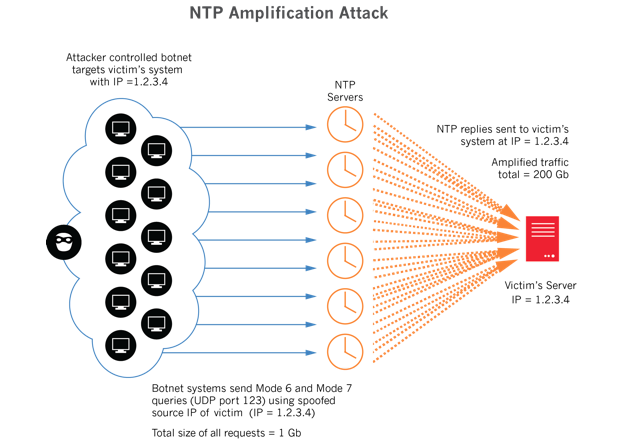 NTP Amplification Attack
Attacker controlled botnet
targets victim's system
with IP =1.2.3.4
NTP
Servers
NTP replies sent to victim's
system at IP = 1.2.3.4
Amplified traffic
total = 200 Gb
Victim's Server
IP = 1.2.3.4
Botnet systems send Mode 6 and Mode 7
queries (UDP port 123) using spoofed
source IP of victim (IP = 1.2.3.4)
Total size of all requests = 1 Gb